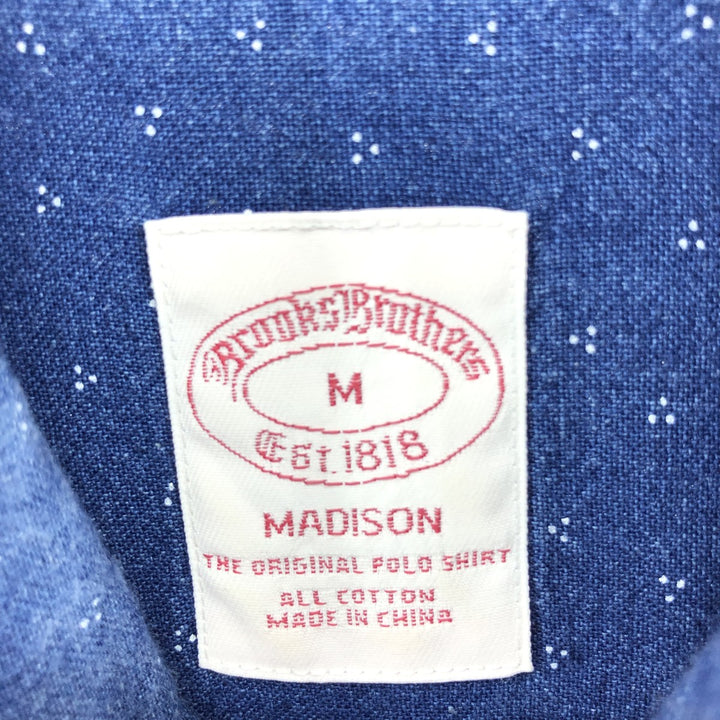 Brooks Brothers
M
Est. 1818
MADISON
THE ORIGINAL POLO SHIRT
ALL COTTON
MADE IN CHINA